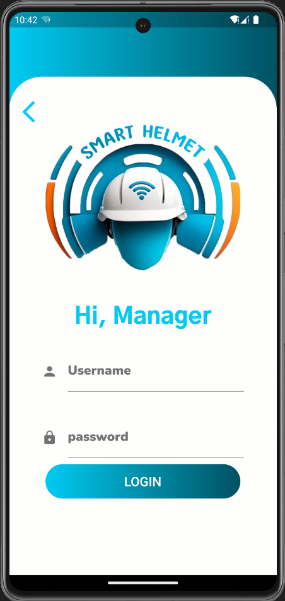 10:42
SMART HELMET
Hi, Manager
Username
password
LOGIN